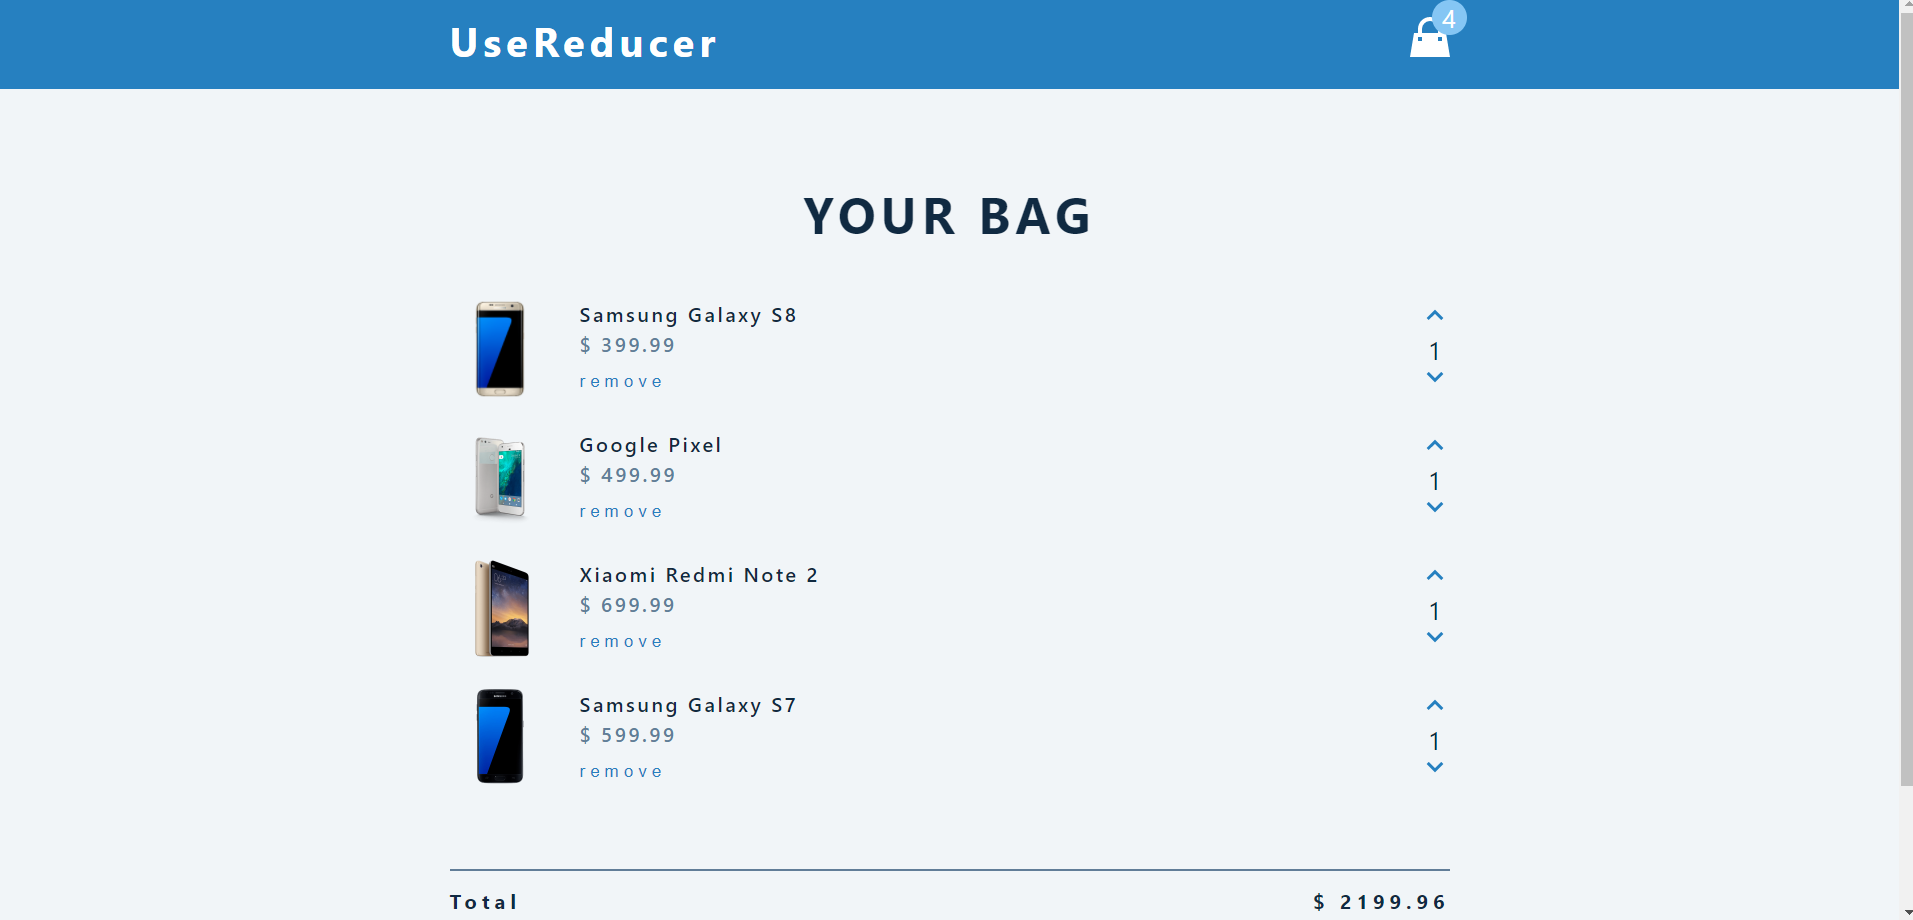 UseReducer
4
YOUR BAG
Samsung Galaxy S8
$ 399.99
remove
1
Google Pixel
$ 499.99
remove
1
Xiaomi Redmi Note 2
$ 699.99
remove
1
Samsung Galaxy S7
$ 599.99
remove
1
Total $ 2199.96